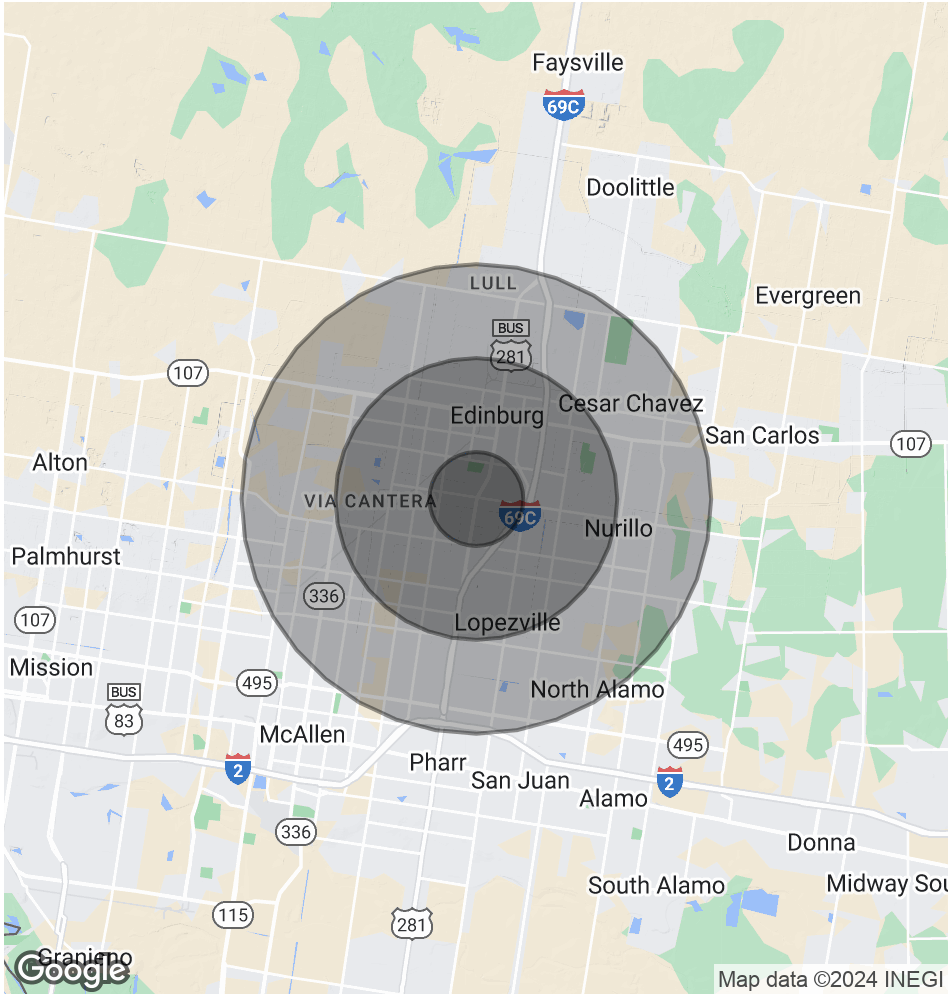 Faysville
69C
Doolittle
LULL
Evergreen
BUS
281
107
Edinburg
Cesar Chavez
San Carlos
107
Alton
VIA CANTERA
69C
Nurillo
Palmhurst
336
107
Lopezville
Mission
495
North Alamo
BUS
83
McAllen
495
Pharr
2
San Juan
2
Alamo
336
Donna
South Alamo
Midway Sou
115
281
Granjeno
Google
Map data ©2024 INEGI